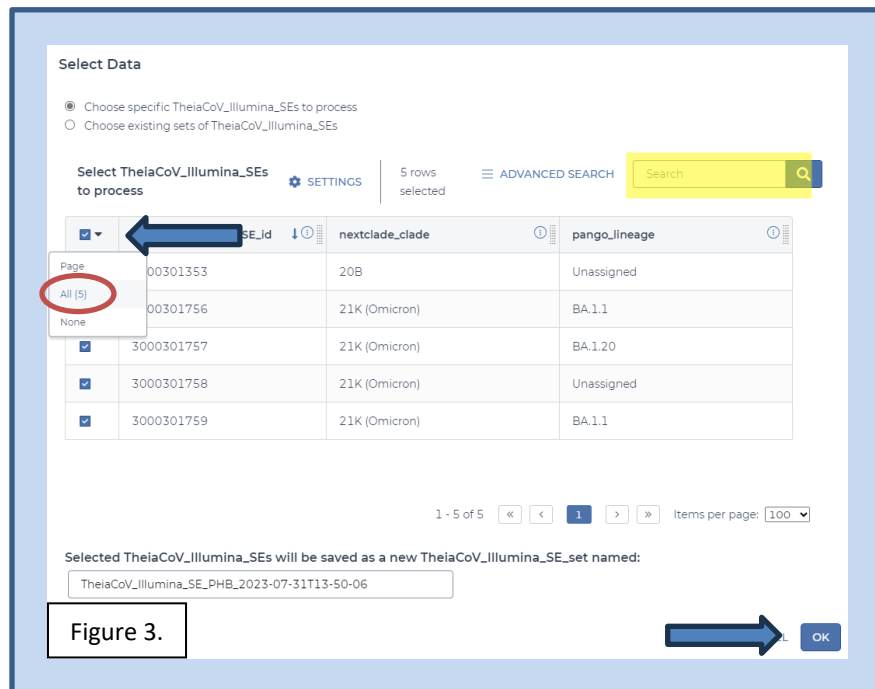 Select Data
Choose specific TheiaCoV_Illumina_SEs to process
Choose existing sets of TheiaCoV_Illumina_SEs
Select TheiaCoV_Illumina_SEs
to process
SETTINGS
5 rows
selected
ADVANCED SEARCH
Search
SE_id nextclade_clade pango_lineage
Page
All (5)
None
000301353 20B Unassigned
000301756 21K (Omicron) BA.1.1
3000301757 21K (Omicron) BA.1.20
3000301758 21K (Omicron) Unassigned
3000301759 21K (Omicron) BA.1.1
1 - 5 of 5 « < 1 > » Items per page: 100
Selected TheiaCoV_Illumina_SEs will be saved as a new TheiaCoV_Illumina_SE_set named:
TheiaCoV_Illumina_SE_PHB_2023-07-31T13-50-06
Figure 3.
OK